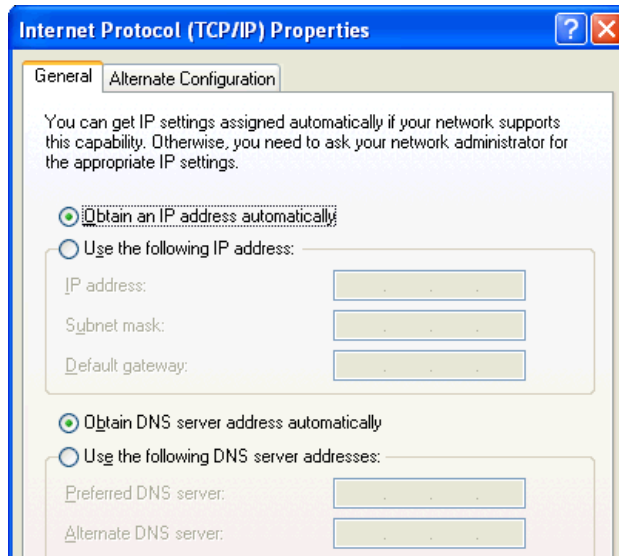 Internet Protocol (TCP/IP) Properties
General
Alternate Configuration
You can get IP settings assigned automatically if your network supports
this capability. Otherwise, you need to ask your network administrator for
the appropriate IP settings.
Obtain an IP address automatically
Use the following IP address:
IP address:
Subnet mask:
Default gateway:
Obtain DNS server address automatically
Use the following DNS server addresses:
Preferred DNS server:
Alternate DNS server: